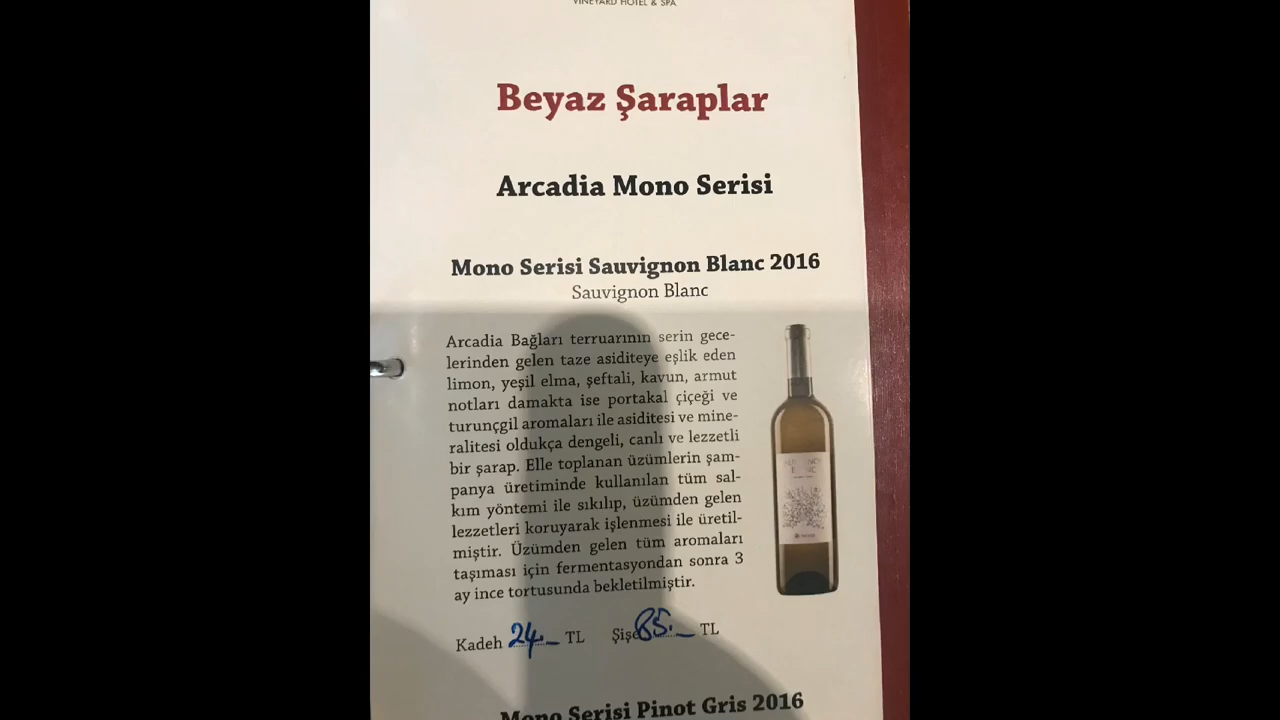 VINEYARD HOTEL & SPA
Beyaz Şaraplar
Arcadia Mono Serisi
Mono Serisi Sauvignon Blanc 2016
Sauvignon Blanc
Arcadia Bağları terruarının serin gece-
lerinden gelen taze asiditeye eşlik eden
limon, yeşil elma, şeftali, kavun, armut
notları damakta ise portakal çiçeği ve
turunçgil aromaları ile asiditesi ve mine-
ralitesi oldukça dengeli, canlı ve lezzetli
bir şarap. Elle toplanan üzümlerin şam-
panya üretiminde kullanılan tüm sal-
kım yöntemi ile sıkılıp, üzümden gelen
lezzetleri koruyarak işlenmesi ile üretil-
miştir. Üzümden gelen tüm aromaları
taşıması için fermentasyondan sonra 3
ay ince tortusunda bekletilmiştir.
Kadeh 24.- TL Şişe 85.- TL
Mono Serisi Pinot Gris 2016